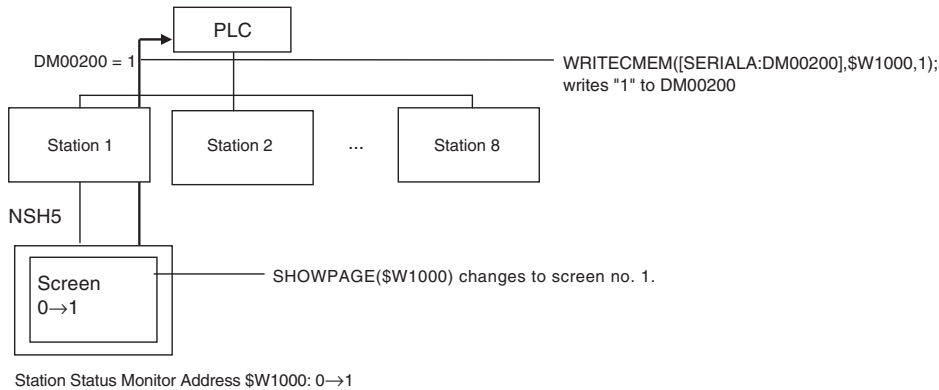 PLC
DM00200 = 1
WRITECMEM([SERIALA:DM00200],$W1000,1);
writes "1" to DM00200
Station 1
Station 2
...
Station 8
NSH5
Screen
0→1
SHOWPAGE($W1000) changes to screen no. 1.
Station Status Monitor Address $W1000: 0→1